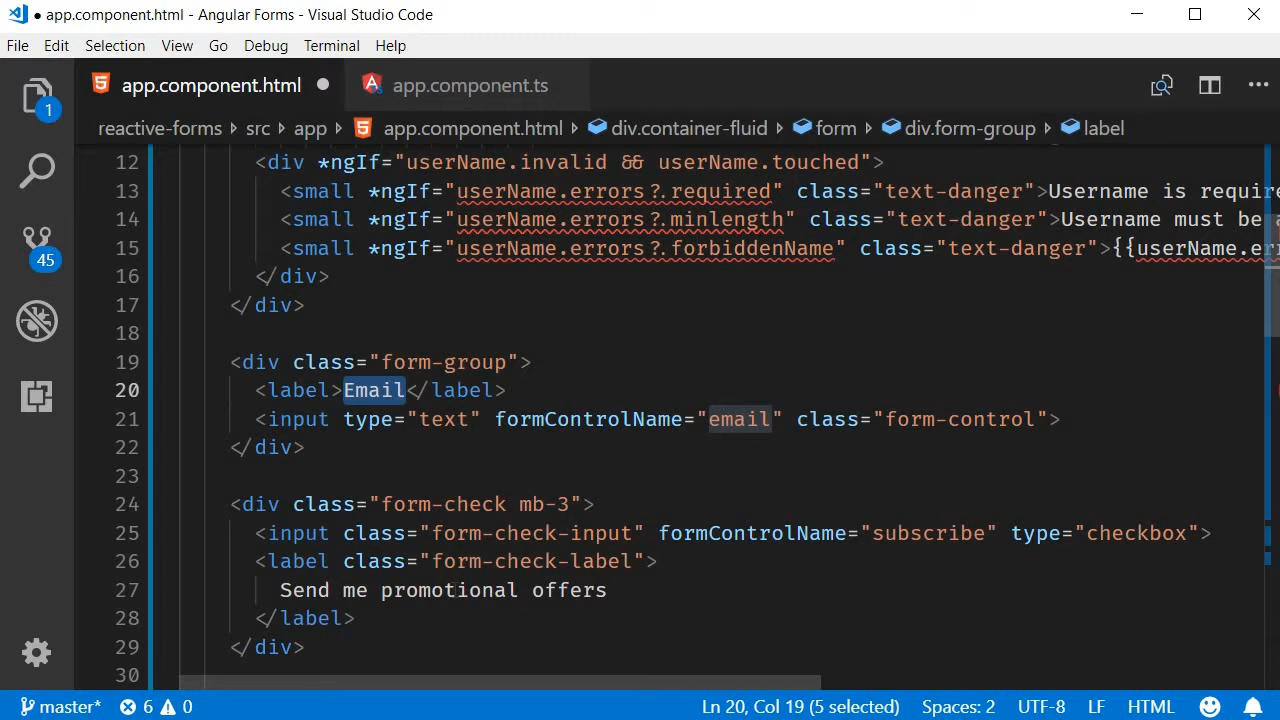 ● app.component.html - Angular Forms - Visual Studio Code
File Edit Selection View Go Debug Terminal Help
app.component.html ● app.component.ts
reactive-forms ▸ src ▸ app ▸ app.component.html ▸ div.container-fluid ▸ form ▸ div.form-group ▸ label
1
45
12 <div *ngIf="userName.invalid && userName.touched">
13 <small *ngIf="userName.errors?.required" class="text-danger">Username is require
14 <small *ngIf="userName.errors?.minlength" class="text-danger">Username must be a
15 <small *ngIf="userName.errors?.forbiddenName" class="text-danger">{{userName.er
16 </div>
17 </div>
18
19 <div class="form-group">
20 <label>Email</label>
21 <input type="text" formControlName="email" class="form-control">
22 </div>
23
24 <div class="form-check mb-3">
25 <input class="form-check-input" formControlName="subscribe" type="checkbox">
26 <label class="form-check-label">
27 Send me promotional offers
28 </label>
29 </div>
30
master* 6 0 Ln 20, Col 19 (5 selected) Spaces: 2 UTF-8 LF HTML